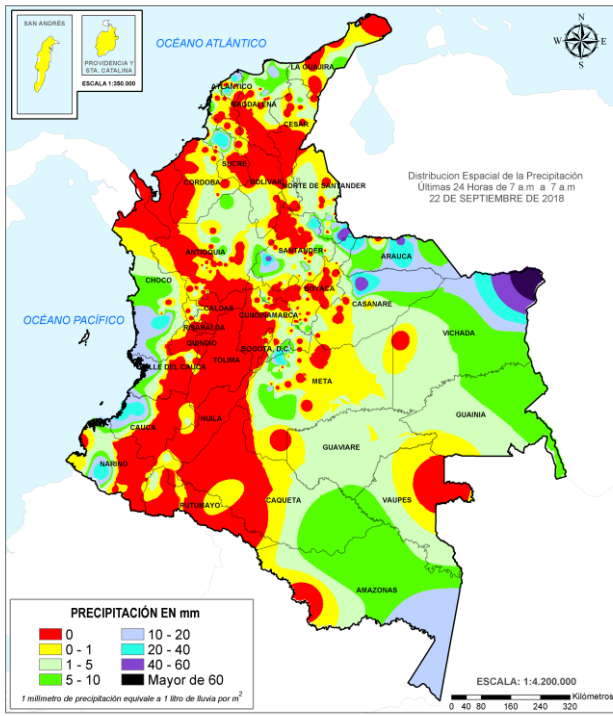 SAN ANDRÉS
PROVIDENCIA Y
STA. CATALINA
ESCALA 1:350.000
OCÉANO ATLÁNTICO
N
W E
S
LA GUAJIRA
ATLÁNTICO
MAGDALENA
CESAR
SUCRE
CORDOBA
BOLIVAR
NORTE DE SANTANDER
Distribucion Espacial de la Precipitación
Últimas 24 Horas de 7 a.m a 7 a.m
22 DE SEPTIEMBRE DE 2018
ANTIOQUIA
SANTANDER
ARAUCA
CHOCO
BOYACA
CASANARE
OCÉANO PACÍFICO
CALDAS
CUNDINAMARCA
RISARALDA
VICHADA
QUINDIO
BOGOTA, D.C.
TOLIMA
VALLE DEL CAUCA
META
GUAINIA
CAUCA
HUILA
GUAVIARE
NARIÑO
CAQUETA
VAUPES
PUTUMAYO
AMAZONAS
PRECIPITACIÓN EN mm
0
0 - 1
1 - 5
5 - 10
10 - 20
20 - 40
40 - 60
Mayor de 60
1 milímetro de precipitación equivale a 1 litro de lluvia por m2
ESCALA: 1:4.200.000
Kilómetros
0 40 80 160 240 320